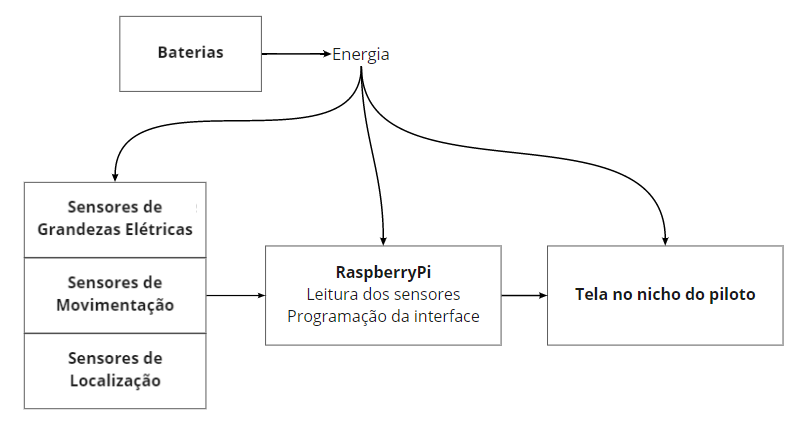 Baterias
Energia
Sensores de
Grandezas Elétricas
Sensores de
Movimentação
Sensores de
Localização
RaspberryPi
Leitura dos sensores
Programação da interface
Tela no nicho do piloto